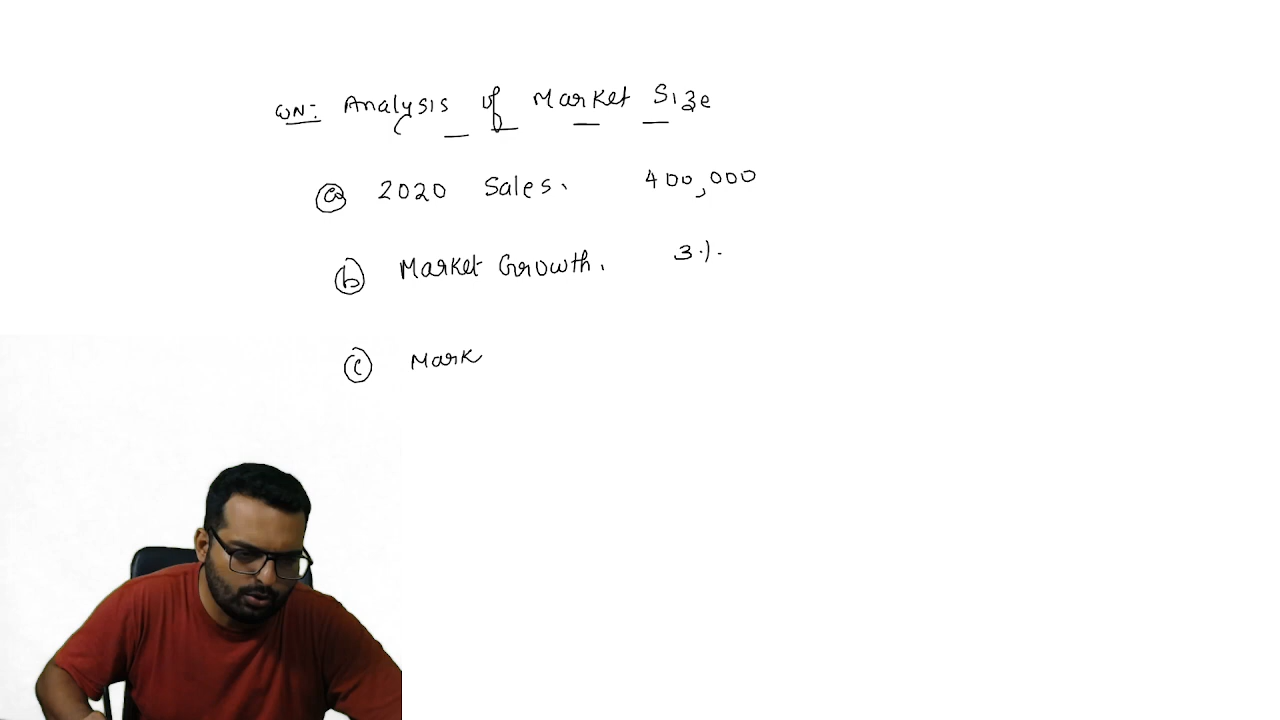 WN: Analysis of Market Size
(a) 2020 Sales. 400,000
(b) Market Growth. 3%
(c) Mark